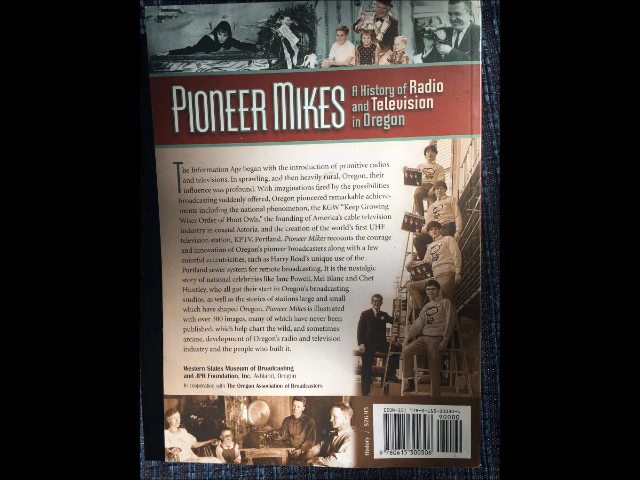 PIONEER MIKES
A History of Radio
and Television
in Oregon
The Information Age began with the introduction of primitive radios
and televisions. In sprawling, and then heavily rural, Oregon, their
influence was profound. With imaginations fired by the possibilities
broadcasting suddenly offered, Oregon pioneered remarkable achieve-
ments including the national phenomenon, the KGW "Keep Growing
Wiser Order of Hoot Owls," the founding of America's cable television
industry in coastal Astoria, and the creation of the world's first UHF
television station, KPTV, Portland. Pioneer Mikes recounts the courage
and innovation of Oregon's pioneer broadcasters along with a few
colorful eccentricities, such as Harry Read's unique use of the
Portland sewer system for remote broadcasting. It is the nostalgic
story of national celebrities like Jane Powell, Mel Blanc and Chet
Huntley, who all got their start in Oregon's broadcasting
studios, as well as the stories of stations large and small
which have shaped Oregon. Pioneer Mikes is illustrated
with over 300 images, many of which have never been
published, which help chart the wild, and sometimes
arcane, development of Oregon's radio and television
industry and the people who built it.
Western States Museum of Broadcasting
and JPR Foundation, Inc. Ashland, Oregon
In cooperation with The Oregon Association of Broadcasters
History / $26.95
90000
9 780615 300306